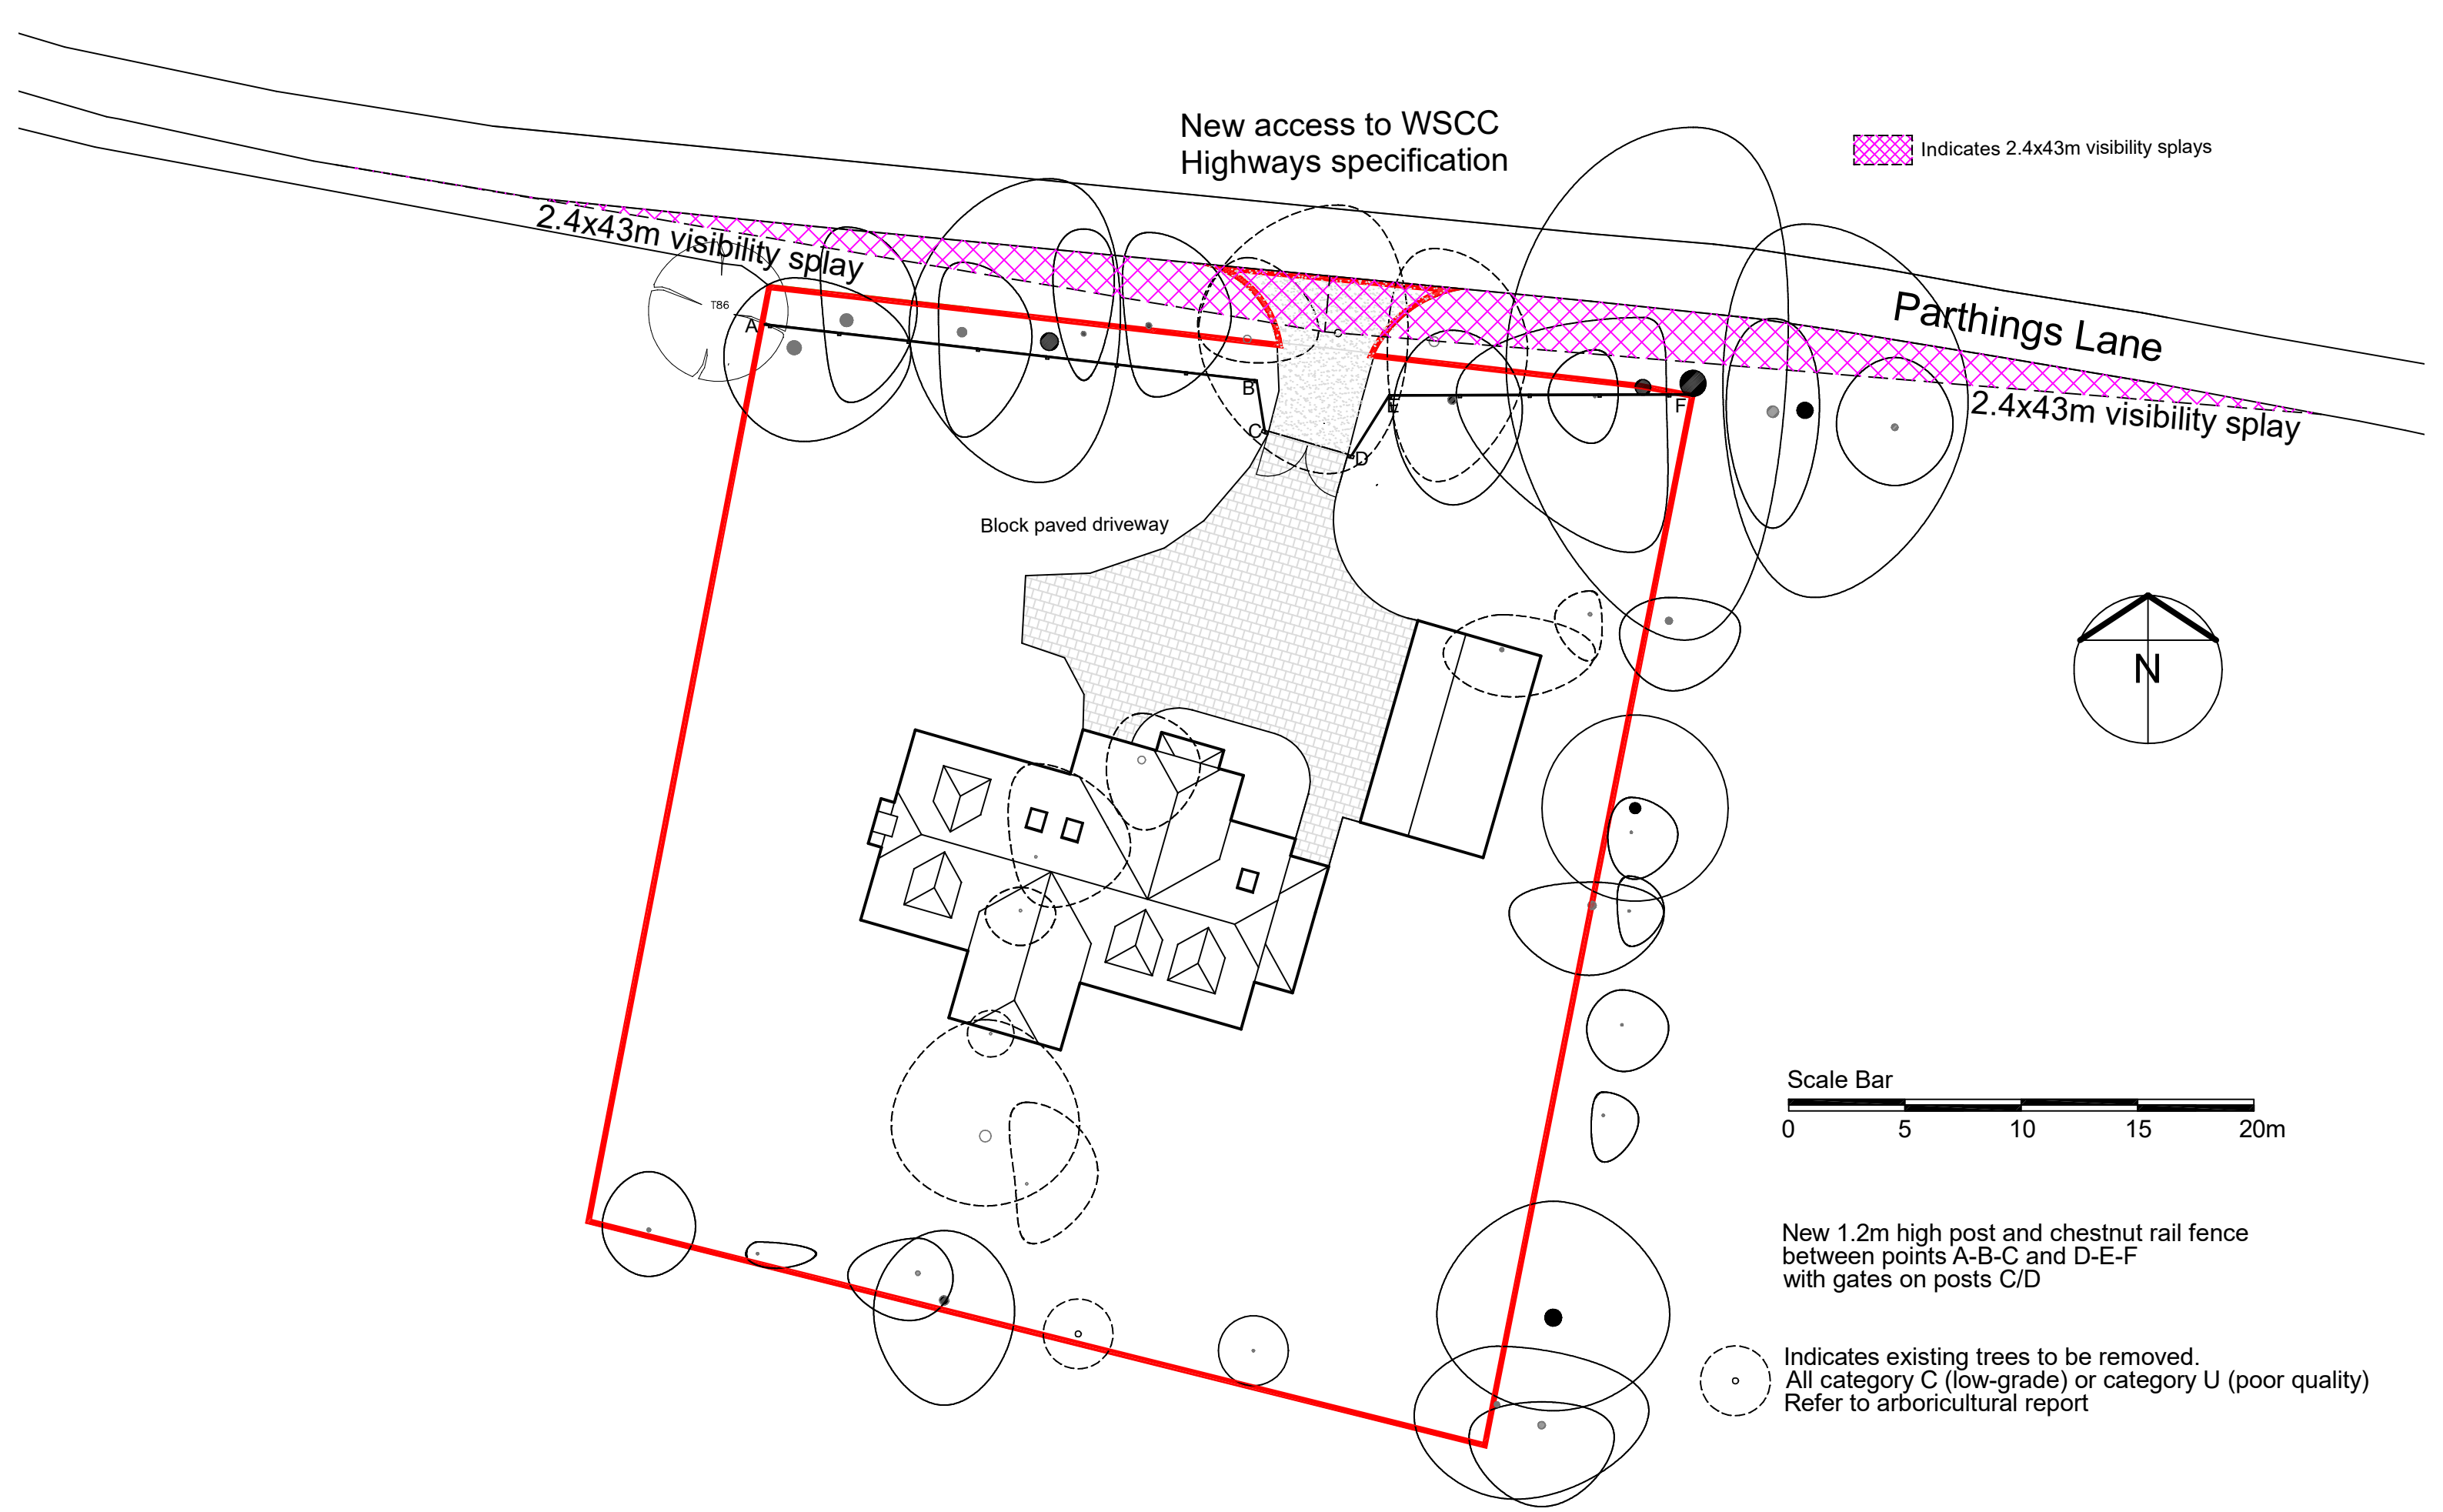 New access to WSCC
Highways specification
Indicates 2.4x43m visibility splays
2.4x43m visibility splay
Parthings Lane
T86
A
B
C
D
E
F
2.4x43m visibility splay
Block paved driveway
N
Scale Bar
0 5 10 15 20m
New 1.2m high post and chestnut rail fence
between points A-B-C and D-E-F
with gates on posts C/D
Indicates existing trees to be removed.
All category C (low-grade) or category U (poor quality)
Refer to arboricultural report